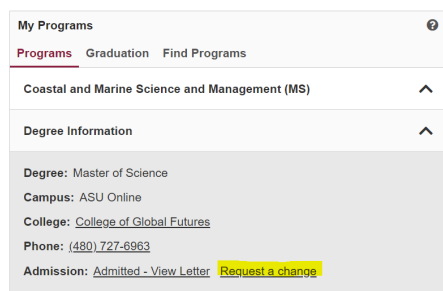 My Programs
Programs Graduation Find Programs
Coastal and Marine Science and Management (MS)
Degree Information
Degree: Master of Science
Campus: ASU Online
College: College of Global Futures
Phone: (480) 727-6963
Admission: Admitted - View Letter Request a change